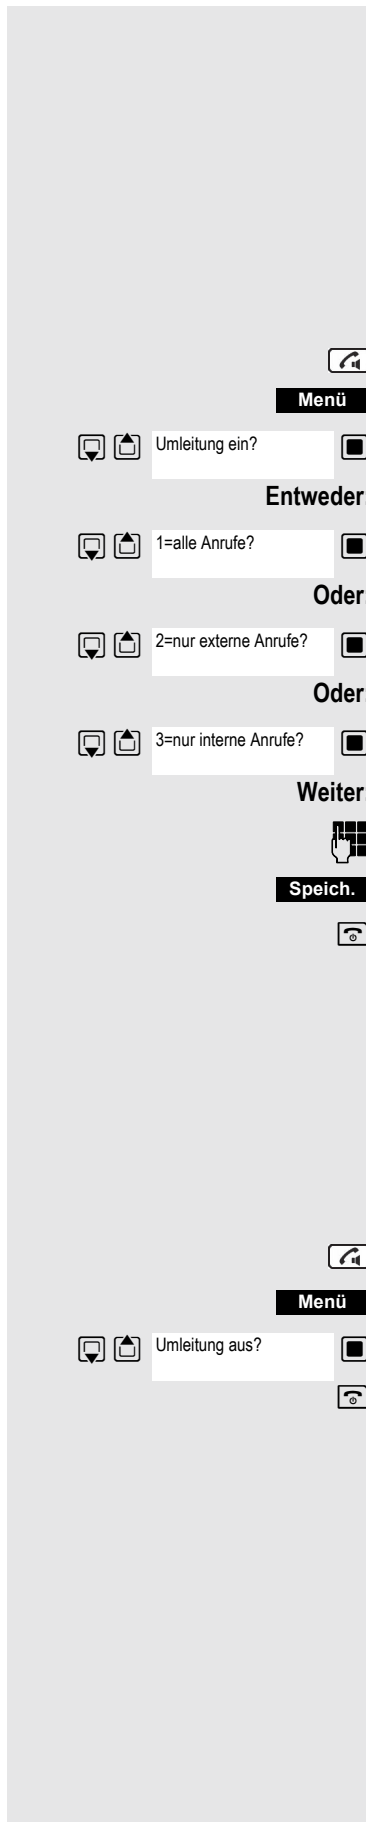 Menü
Umleitung ein?
Entweder:
1=alle Anrufe?
Oder:
2=nur externe Anrufe?
Oder:
3=nur interne Anrufe?
Weiter:
Speich.
Menü
Umleitung aus?